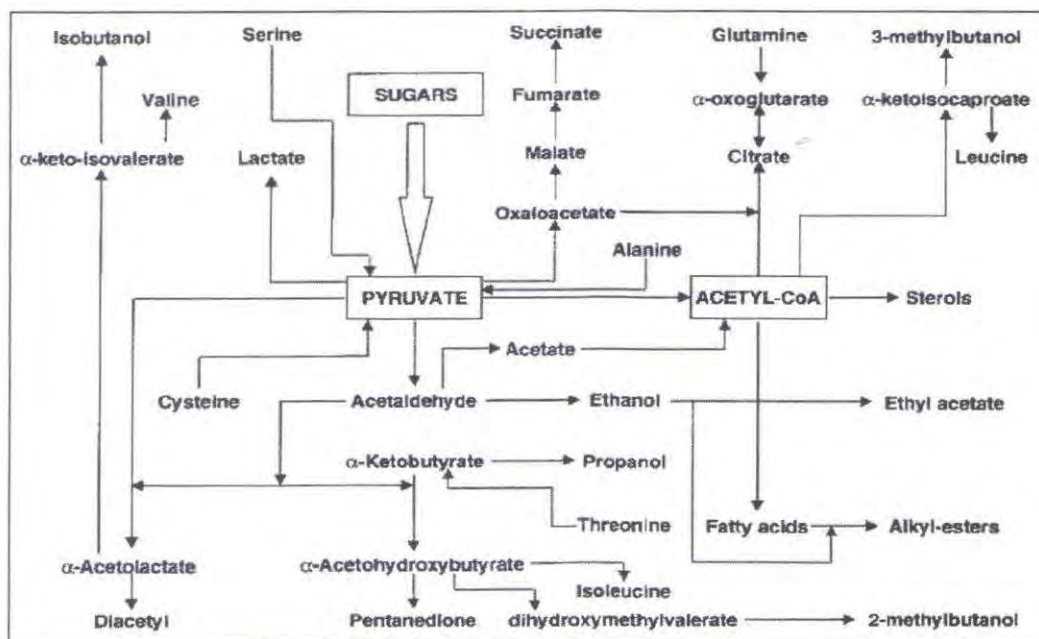 Isobutanol Serine Succinate Glutamine 3-methylbutanol
SUGARS
Valine Fumarate α-oxoglutarate α-ketoisocaproate
α-keto-isovalerate Lactate Malate Citrate Leucine
Oxaloacetate
Alanine
PYRUVATE ACETYL-CoA Sterols
Acetate
Cysteine Acetaldehyde Ethanol Ethyl acetate
α-Ketobutyrate Propanol
Threonine Fatty acids Alkyl-esters
α-Acetolactate α-Acetohydroxybutyrate
Isoleucine
Diacetyl Pentanedione dihydroxymethylvalerate 2-methylbutanol